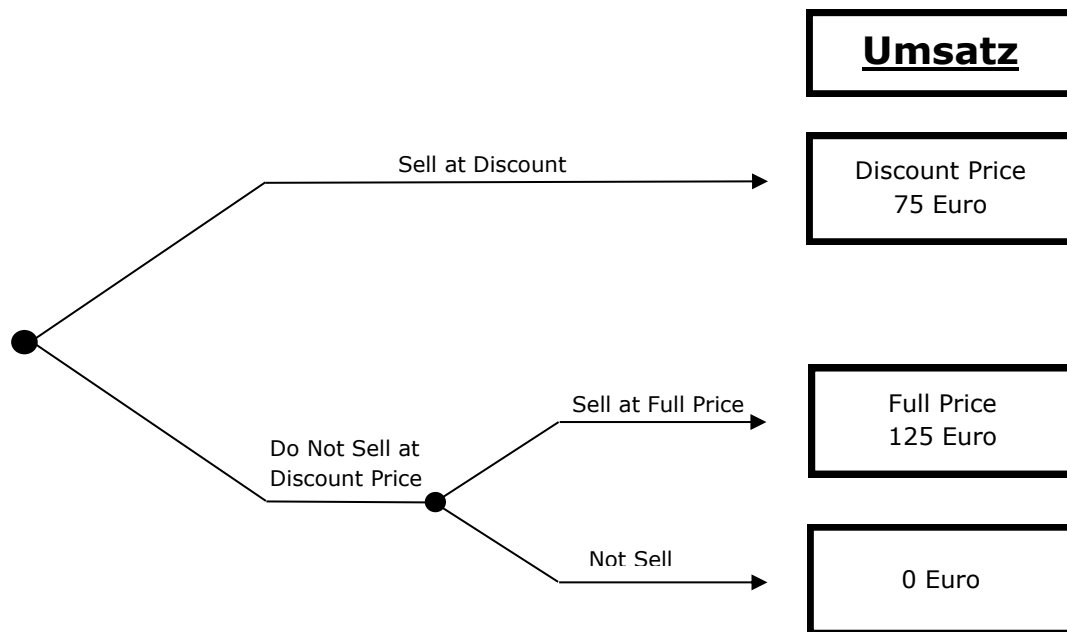 Umsatz
Sell at Discount
Discount Price
75 Euro
Sell at Full Price
Full Price
125 Euro
Do Not Sell at
Discount Price
Not Sell
0 Euro